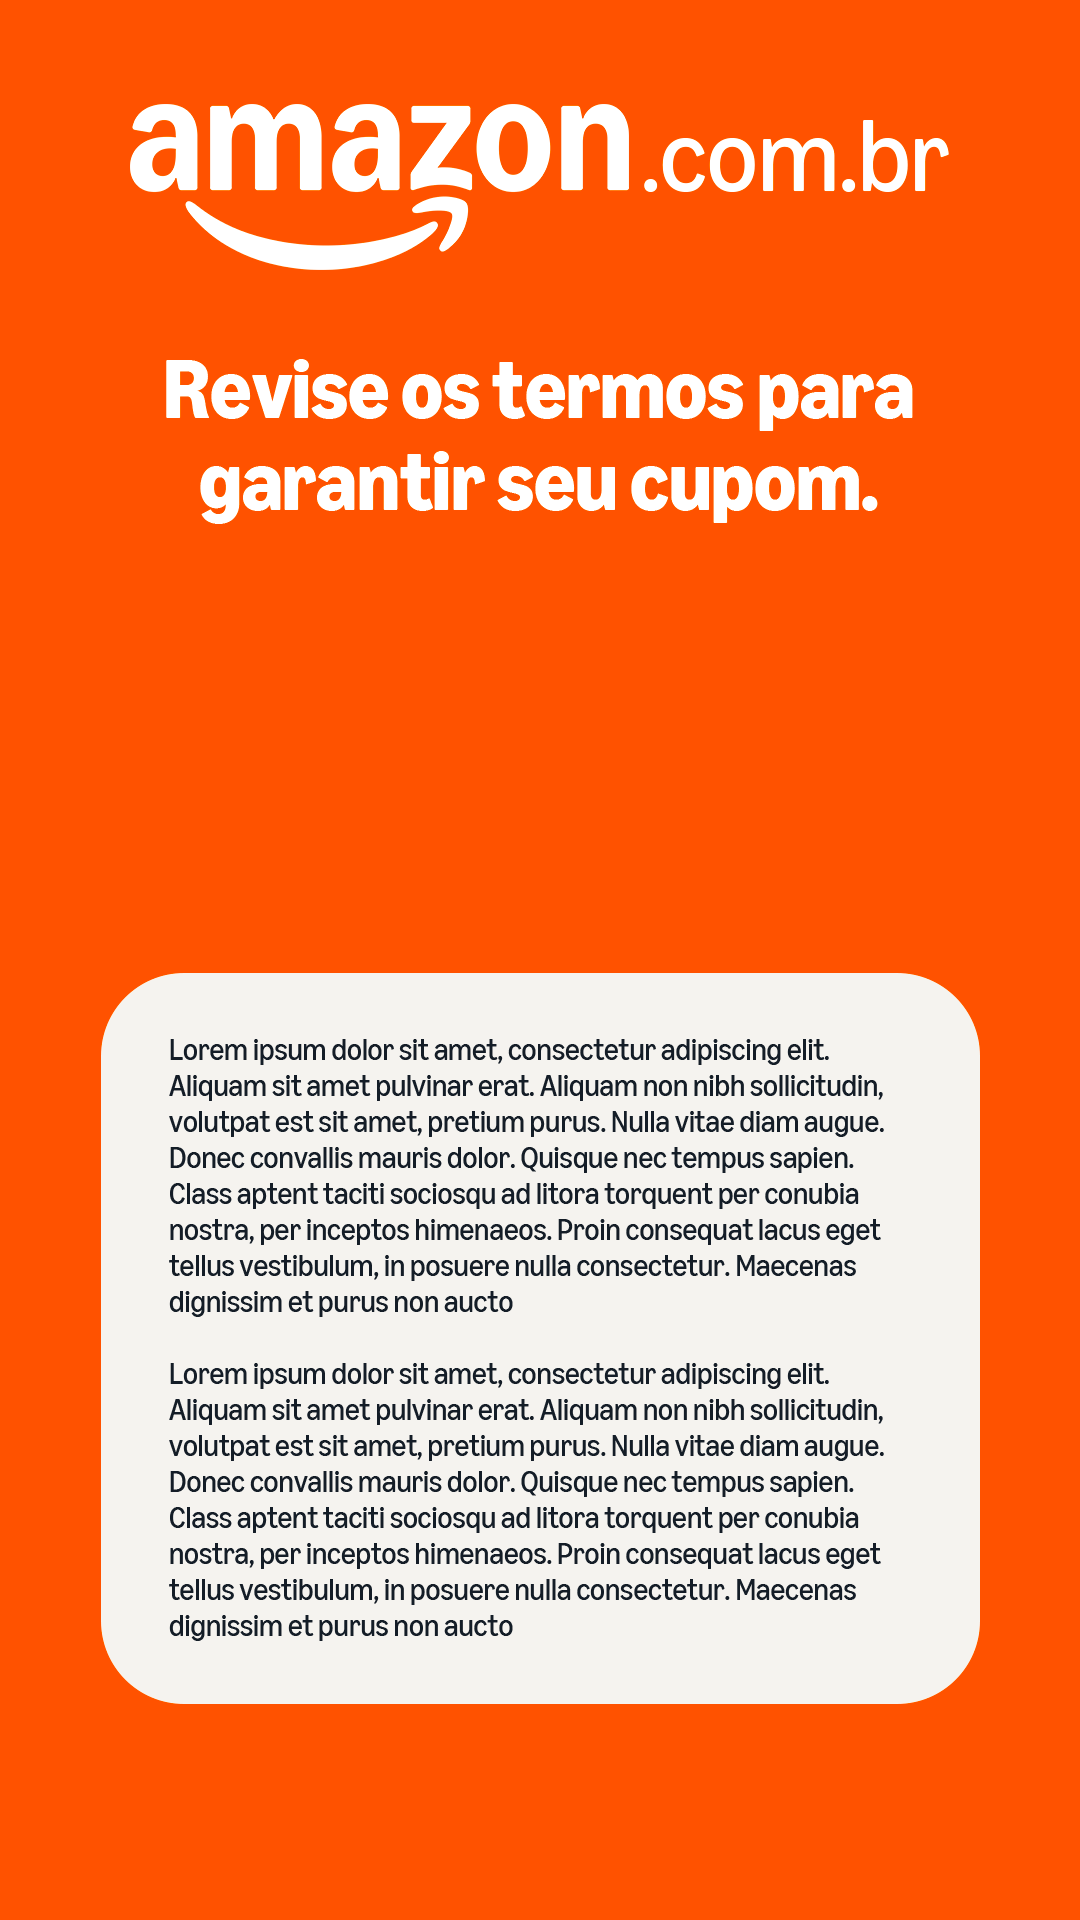 amazon.com.br
Revise os termos para
garantir seu cupom.
Lorem ipsum dolor sit amet, consectetur adipiscing elit.
Aliquam sit amet pulvinar erat. Aliquam non nibh sollicitudin,
volutpat est sit amet, pretium purus. Nulla vitae diam augue.
Donec convallis mauris dolor. Quisque nec tempus sapien.
Class aptent taciti sociosqu ad litora torquent per conubia
nostra, per inceptos himenaeos. Proin consequat lacus eget
tellus vestibulum, in posuere nulla consectetur. Maecenas
dignissim et purus non aucto
Lorem ipsum dolor sit amet, consectetur adipiscing elit.
Aliquam sit amet pulvinar erat. Aliquam non nibh sollicitudin,
volutpat est sit amet, pretium purus. Nulla vitae diam augue.
Donec convallis mauris dolor. Quisque nec tempus sapien.
Class aptent taciti sociosqu ad litora torquent per conubia
nostra, per inceptos himenaeos. Proin consequat lacus eget
tellus vestibulum, in posuere nulla consectetur. Maecenas
dignissim et purus non aucto